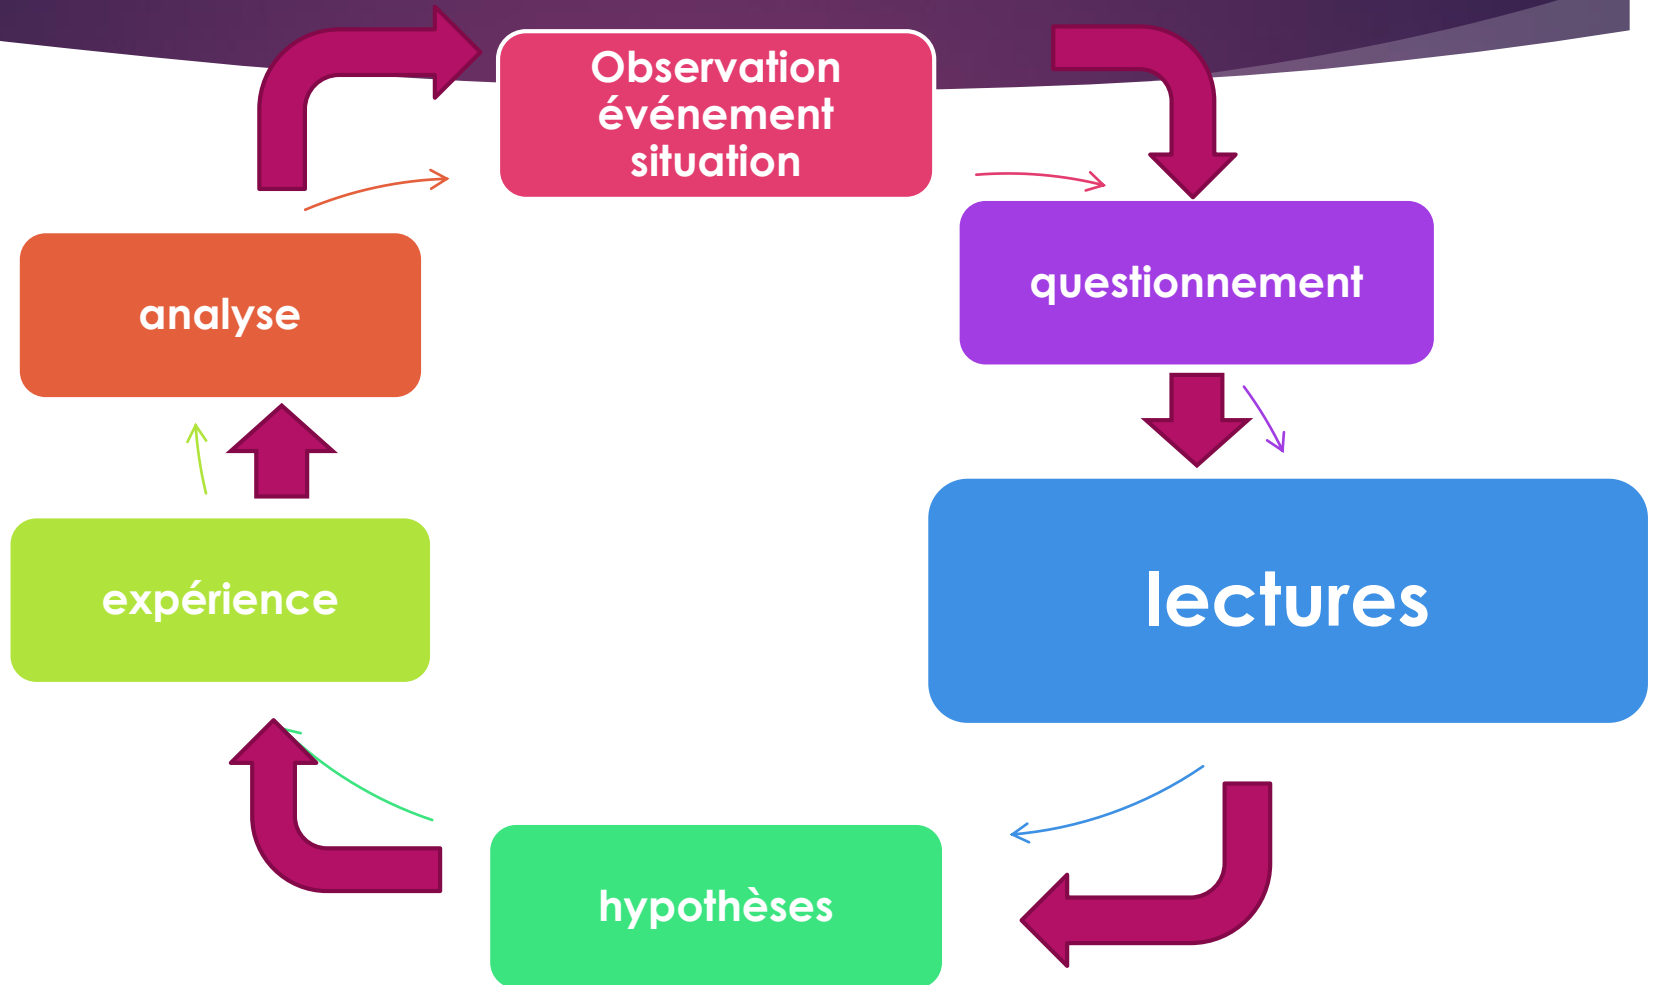 Observation
événement
situation
questionnement
lectures
hypothèses
expérience
analyse